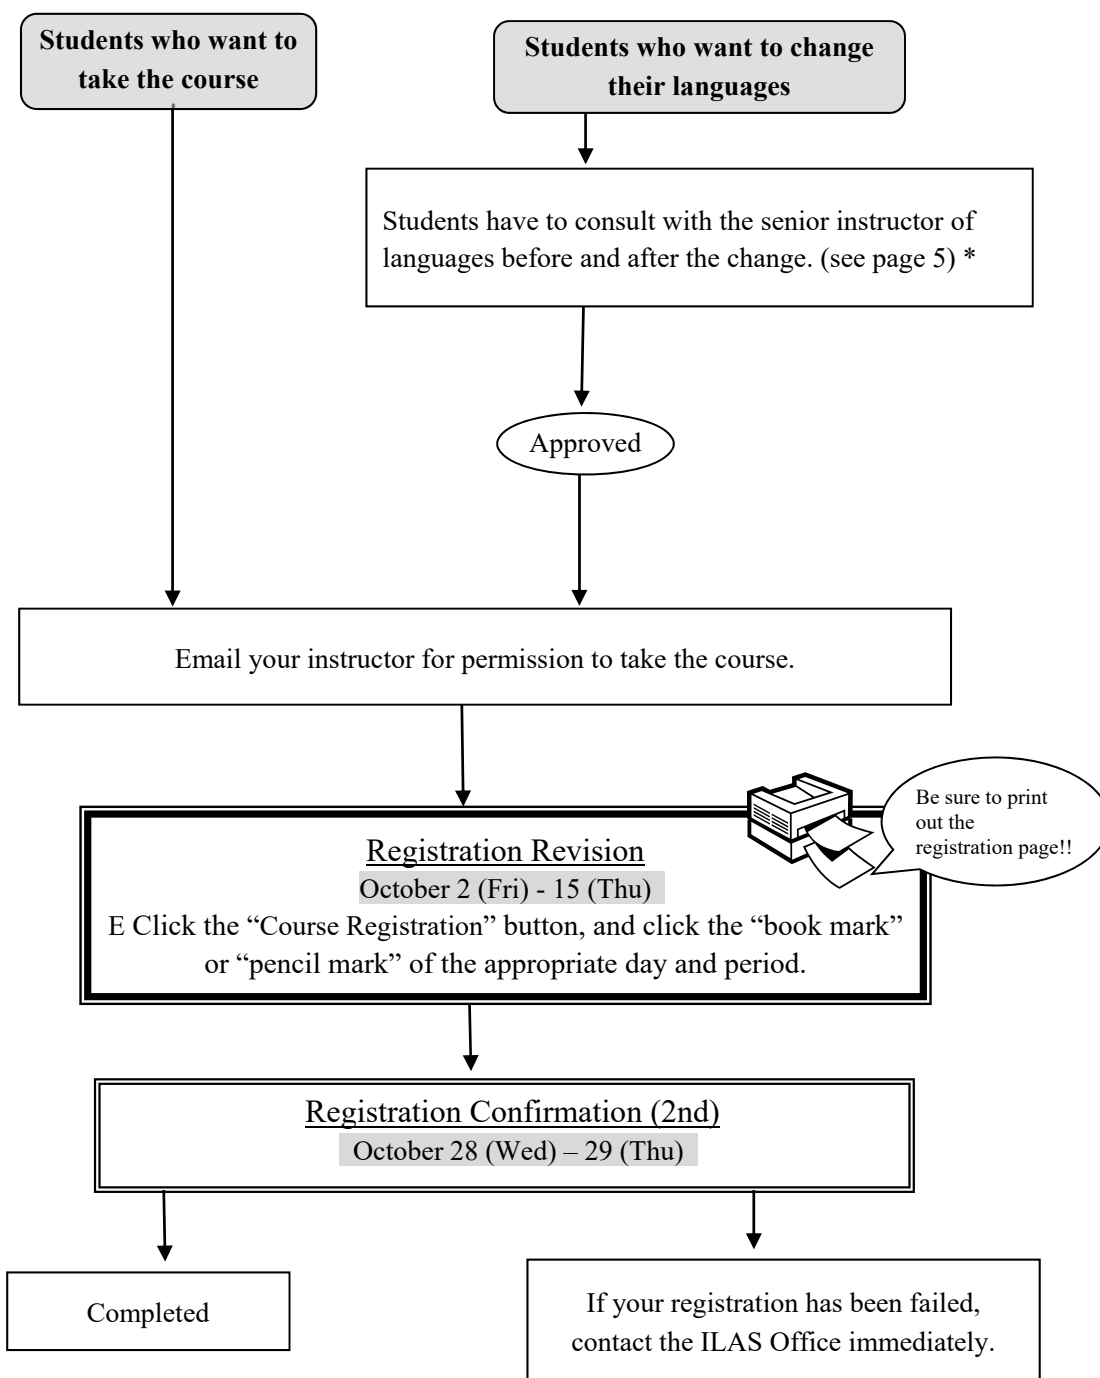 Students who want to
take the course
Students who want to change
their languages
Students have to consult with the senior instructor of
languages before and after the change. (see page 5) *
Approved
Email your instructor for permission to take the course.
Be sure to print
out the
registration page!!
Registration Revision
October 2 (Fri) - 15 (Thu)
E Click the “Course Registration” button, and click the “book mark”
or “pencil mark” of the appropriate day and period.
Registration Confirmation (2nd)
October 28 (Wed) – 29 (Thu)
Completed
If your registration has been failed,
contact the ILAS Office immediately.